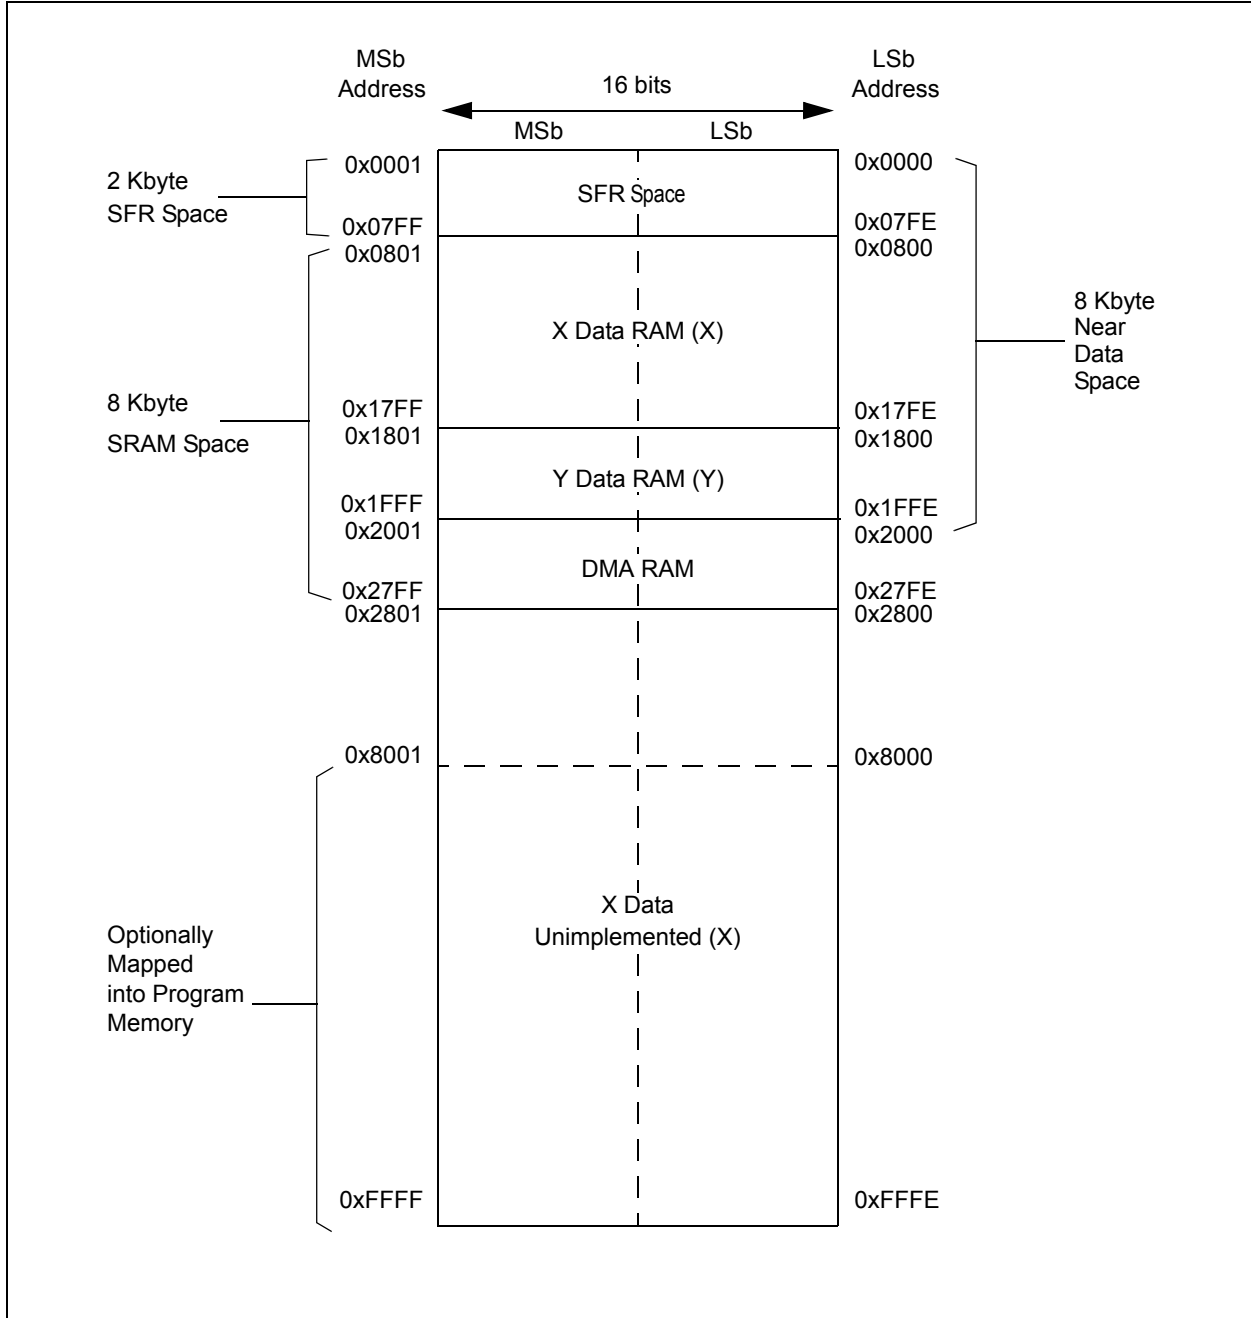 MSb
Address
16 bits
LSb
Address
MSb
LSb
2 Kbyte
SFR Space
0x0001
0x07FF
0x0801
SFR Space
0x0000
0x07FE
0x0800
8 Kbyte
SRAM Space
X Data RAM (X)
8 Kbyte
Near
Data
Space
0x17FF
0x1801
0x17FE
0x1800
Y Data RAM (Y)
0x1FFF
0x2001
0x1FFE
0x2000
DMA RAM
0x27FF
0x2801
0x27FE
0x2800
0x8001
0x8000
X Data
Unimplemented (X)
Optionally
Mapped
into Program
Memory
0xFFFF
0xFFFE